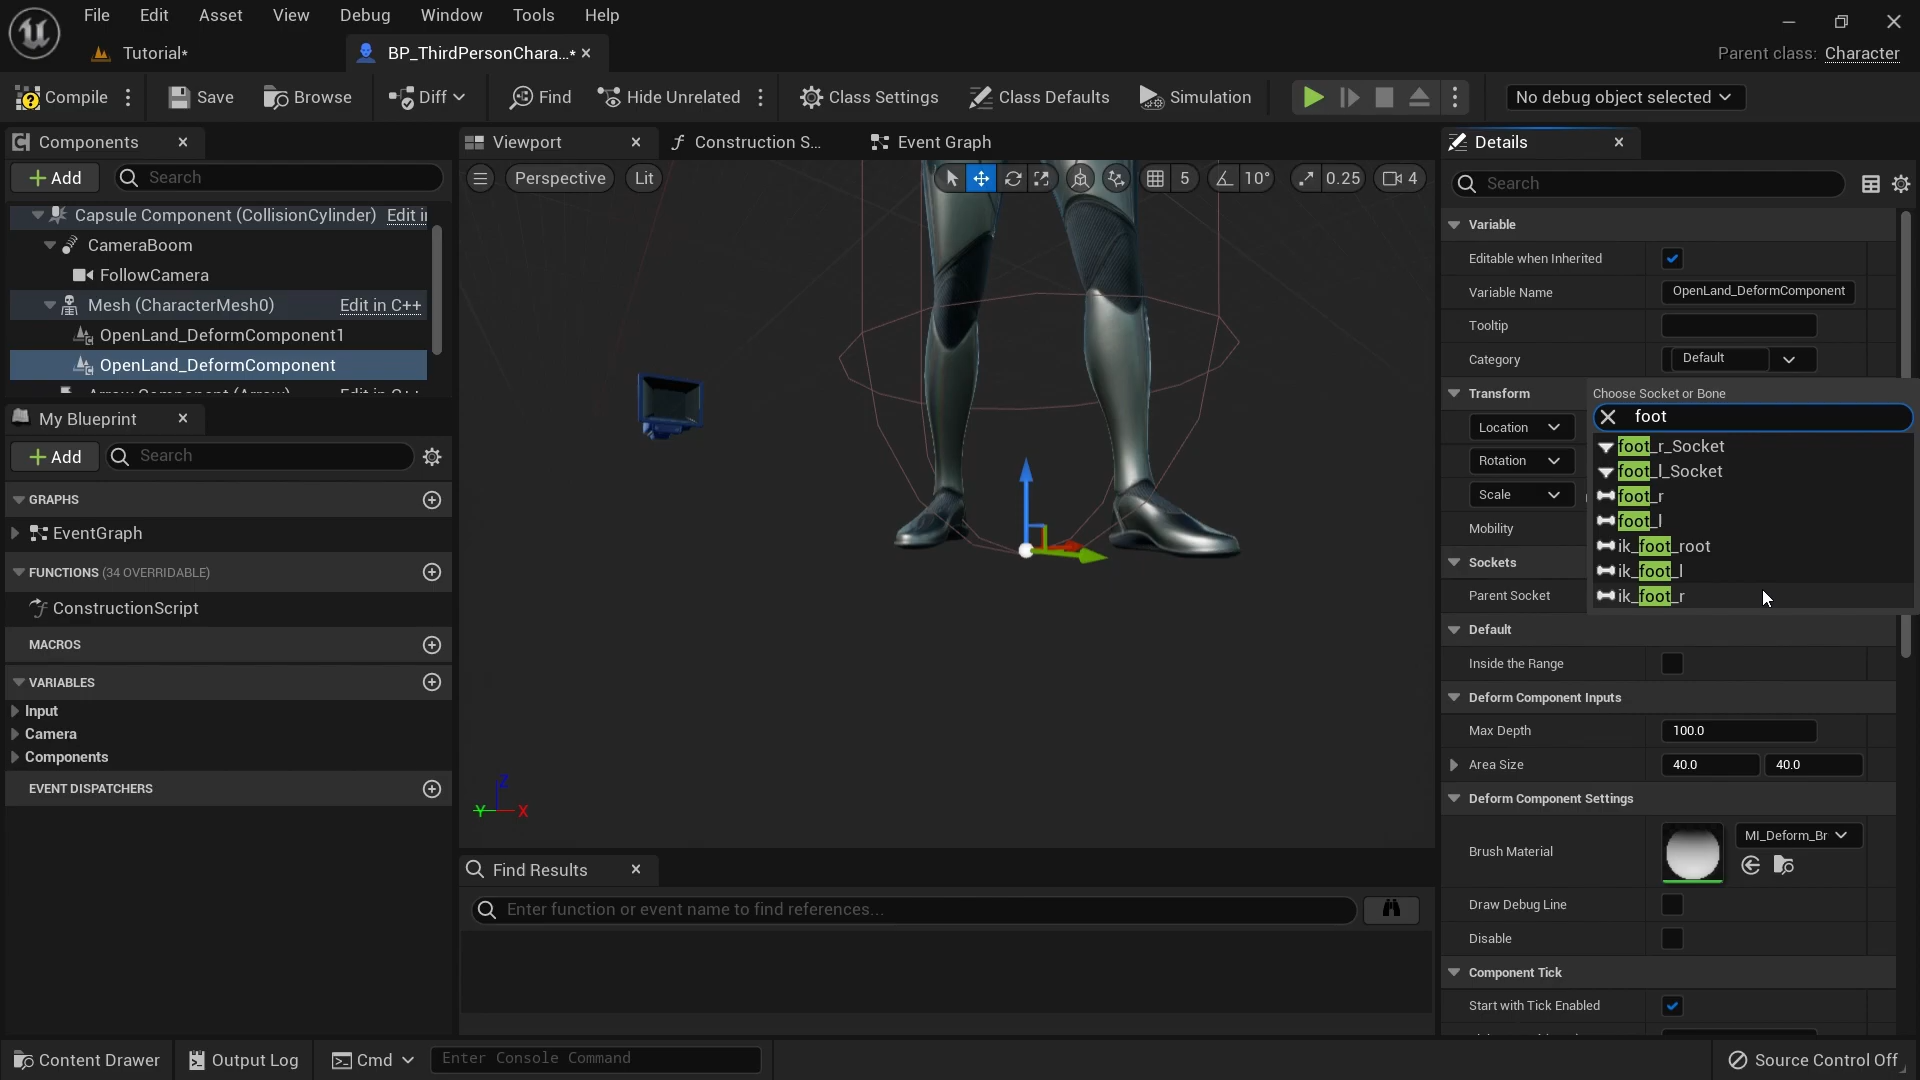 File Edit Asset View Debug Window Tools Help
Tutorial*
BP_ThirdPersonChara...*
Parent class: Character
Compile
Save
Browse
Diff
Find
Hide Unrelated
Class Settings
Class Defaults
Simulation
No debug object selected
Components
Add
Search
Capsule Component (CollisionCylinder) Edit i
CameraBoom
FollowCamera
Mesh (CharacterMesh0) Edit in C++
OpenLand_DeformComponent1
OpenLand_DeformComponent
My Blueprint
Add
Search
GRAPHS
EventGraph
FUNCTIONS (34 OVERRIDABLE)
ConstructionScript
MACROS
VARIABLES
Input
Camera
Components
EVENT DISPATCHERS
Viewport
Construction S...
Event Graph
Perspective
Lit
5
10°
0.25
4
Z
Y
X
Find Results
Enter function or event name to find references...
Details
Search
Variable
Editable when Inherited
Variable Name OpenLand_DeformComponent
Tooltip
Category Default
Transform
Location
Rotation
Scale
Mobility
Sockets
Parent Socket
Choose Socket or Bone
foot
foot_r_Socket
foot_l_Socket
foot_r
foot_l
ik_foot_root
ik_foot_l
ik_foot_r
Default
Inside the Range
Deform Component Inputs
Max Depth 100.0
Area Size 40.0 40.0
Deform Component Settings
Brush Material MI_Deform_Br
Draw Debug Line
Disable
Component Tick
Start with Tick Enabled
Content Drawer
Output Log
Cmd
Enter Console Command
Source Control Off